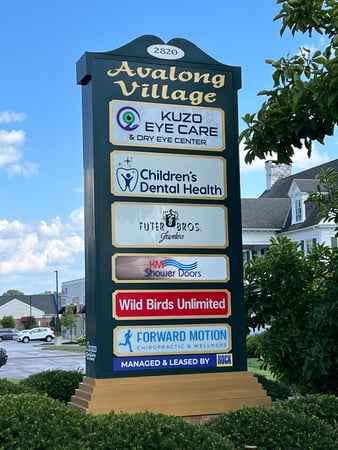 2820
Avalong
Village
KUZO
EYE CARE
& DRY EYE CENTER
Children's
Dental Health
FUTER BROS.
Jewelers
KM
Shower Doors
Wild Birds Unlimited
FORWARD MOTION
CHIROPRACTIC & WELLNESS
MANAGED & LEASED BY